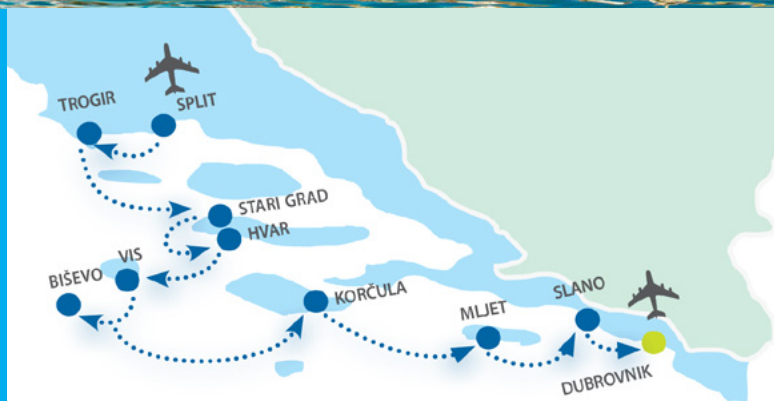 TROGIR
SPLIT
STARI GRAD
HVAR
VIS
BIŠEVO
KORČULA
MLJET
SLANO
DUBROVNIK